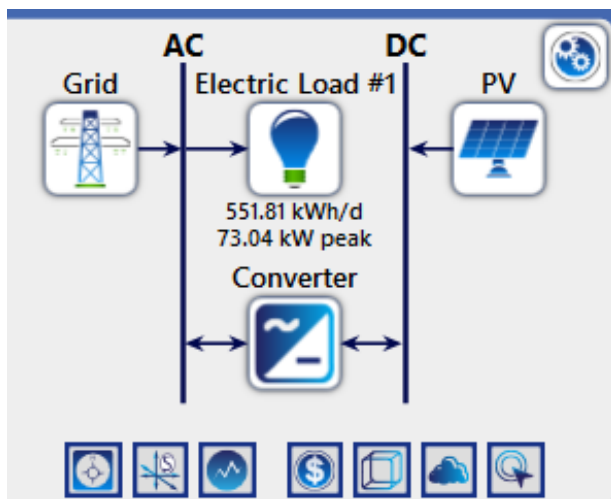 AC
DC
Grid
Electric Load #1
PV
551.81 kWh/d
73.04 kW peak
Converter
$